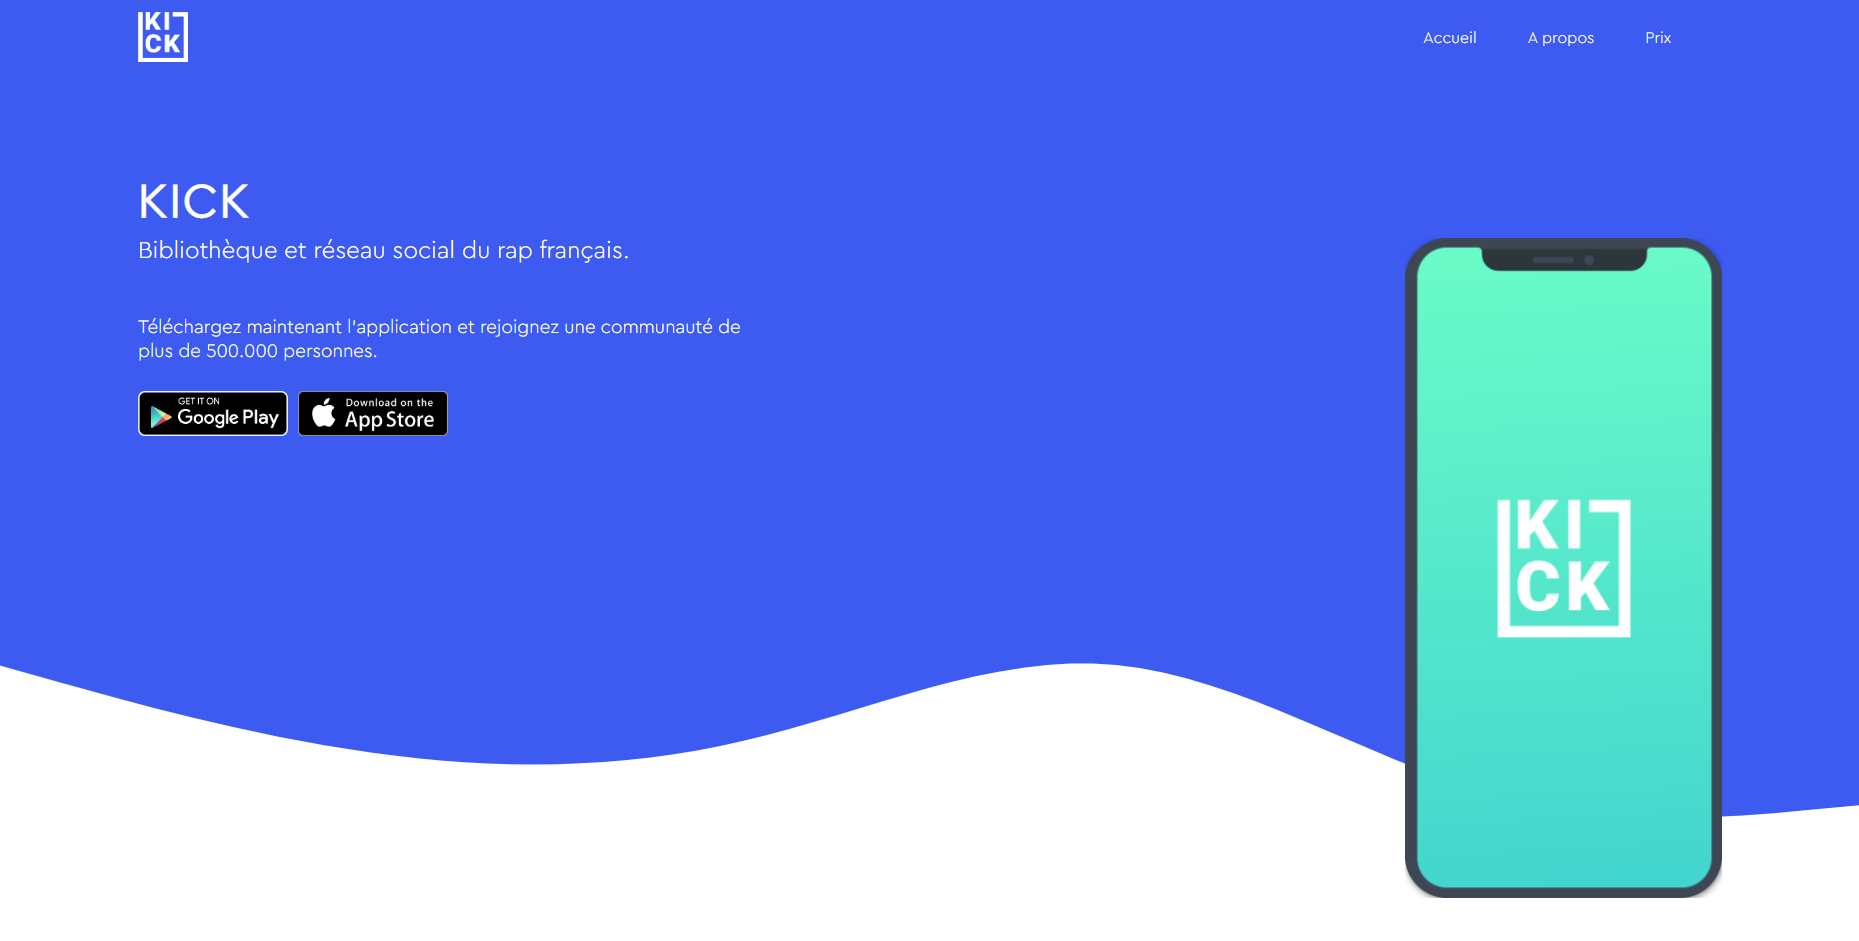 KI
CK
Accueil
A propos
Prix
KICK
Bibliothèque et réseau social du rap français.
Téléchargez maintenant l'application et rejoignez une communauté de
plus de 500.000 personnes.
GET IT ON
Google Play
Download on the
App Store
KI
CK